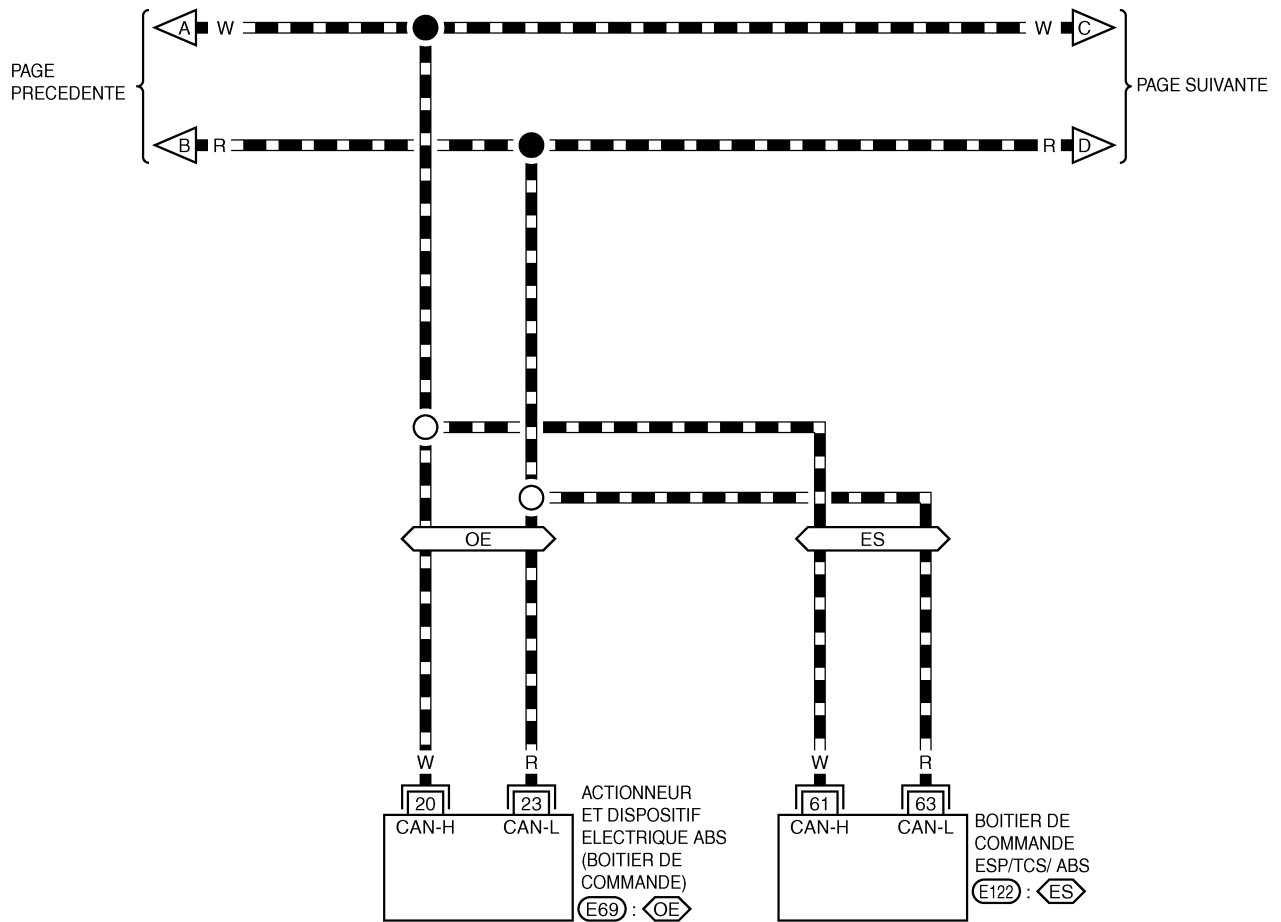 A W W C
PAGE
PRECEDENTE
PAGE SUIVANTE
B R R D
OE ES
W R W R
20 23 61 63
CAN-H CAN-L CAN-H CAN-L
ACTIONNEUR
ET DISPOSITIF
ELECTRIQUE ABS
(BOITIER DE
COMMANDE)
E69 : OE
BOITIER DE
COMMANDE
ESP/TCS/ ABS
E122 : ES